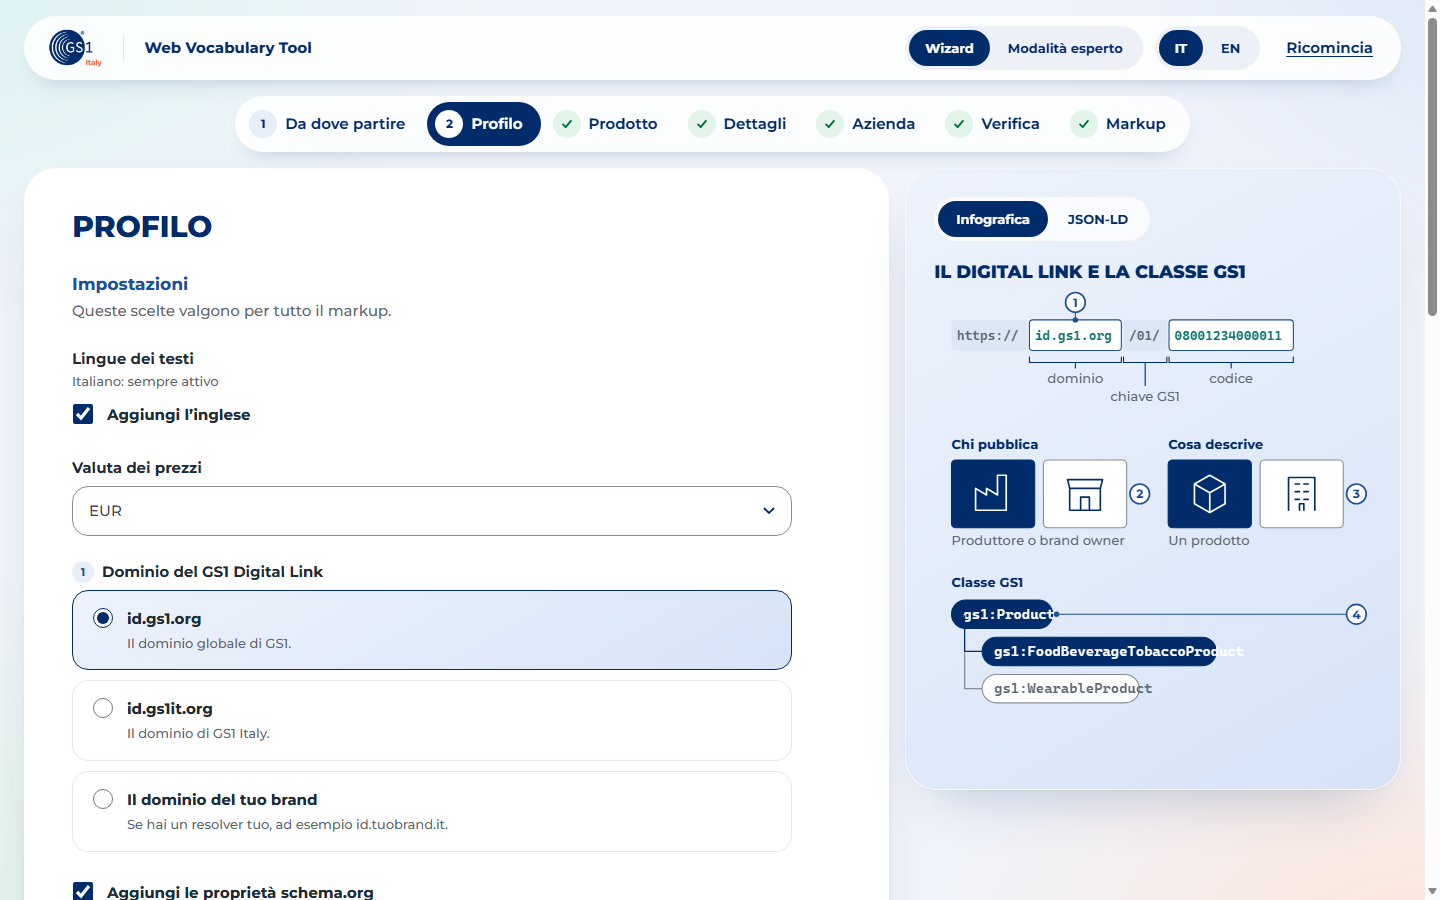 GS1
Italy
Web Vocabulary Tool
Wizard
Modalità esperto
IT
EN
Ricomincia
1 Da dove partire
2 Profilo
Prodotto
Dettagli
Azienda
Verifica
Markup
PROFILO
Impostazioni
Queste scelte valgono per tutto il markup.
Lingue dei testi
Italiano: sempre attivo
Aggiungi l’inglese
Valuta dei prezzi
EUR
1 Dominio del GS1 Digital Link
id.gs1.org
Il dominio globale di GS1.
id.gs1it.org
Il dominio di GS1 Italy.
Il dominio del tuo brand
Se hai un resolver tuo, ad esempio id.tuobrand.it.
Aggiungi le proprietà schema.org
Infografica
JSON-LD
IL DIGITAL LINK E LA CLASSE GS1
1
https:// id.gs1.org /01/ 08001234000011
dominio
codice
chiave GS1
Chi pubblica
Cosa descrive
2
3
Produttore o brand owner
Un prodotto
Classe GS1
gs1:Product
4
gs1:FoodBeverageTobaccoProduct
gs1:WearableProduct